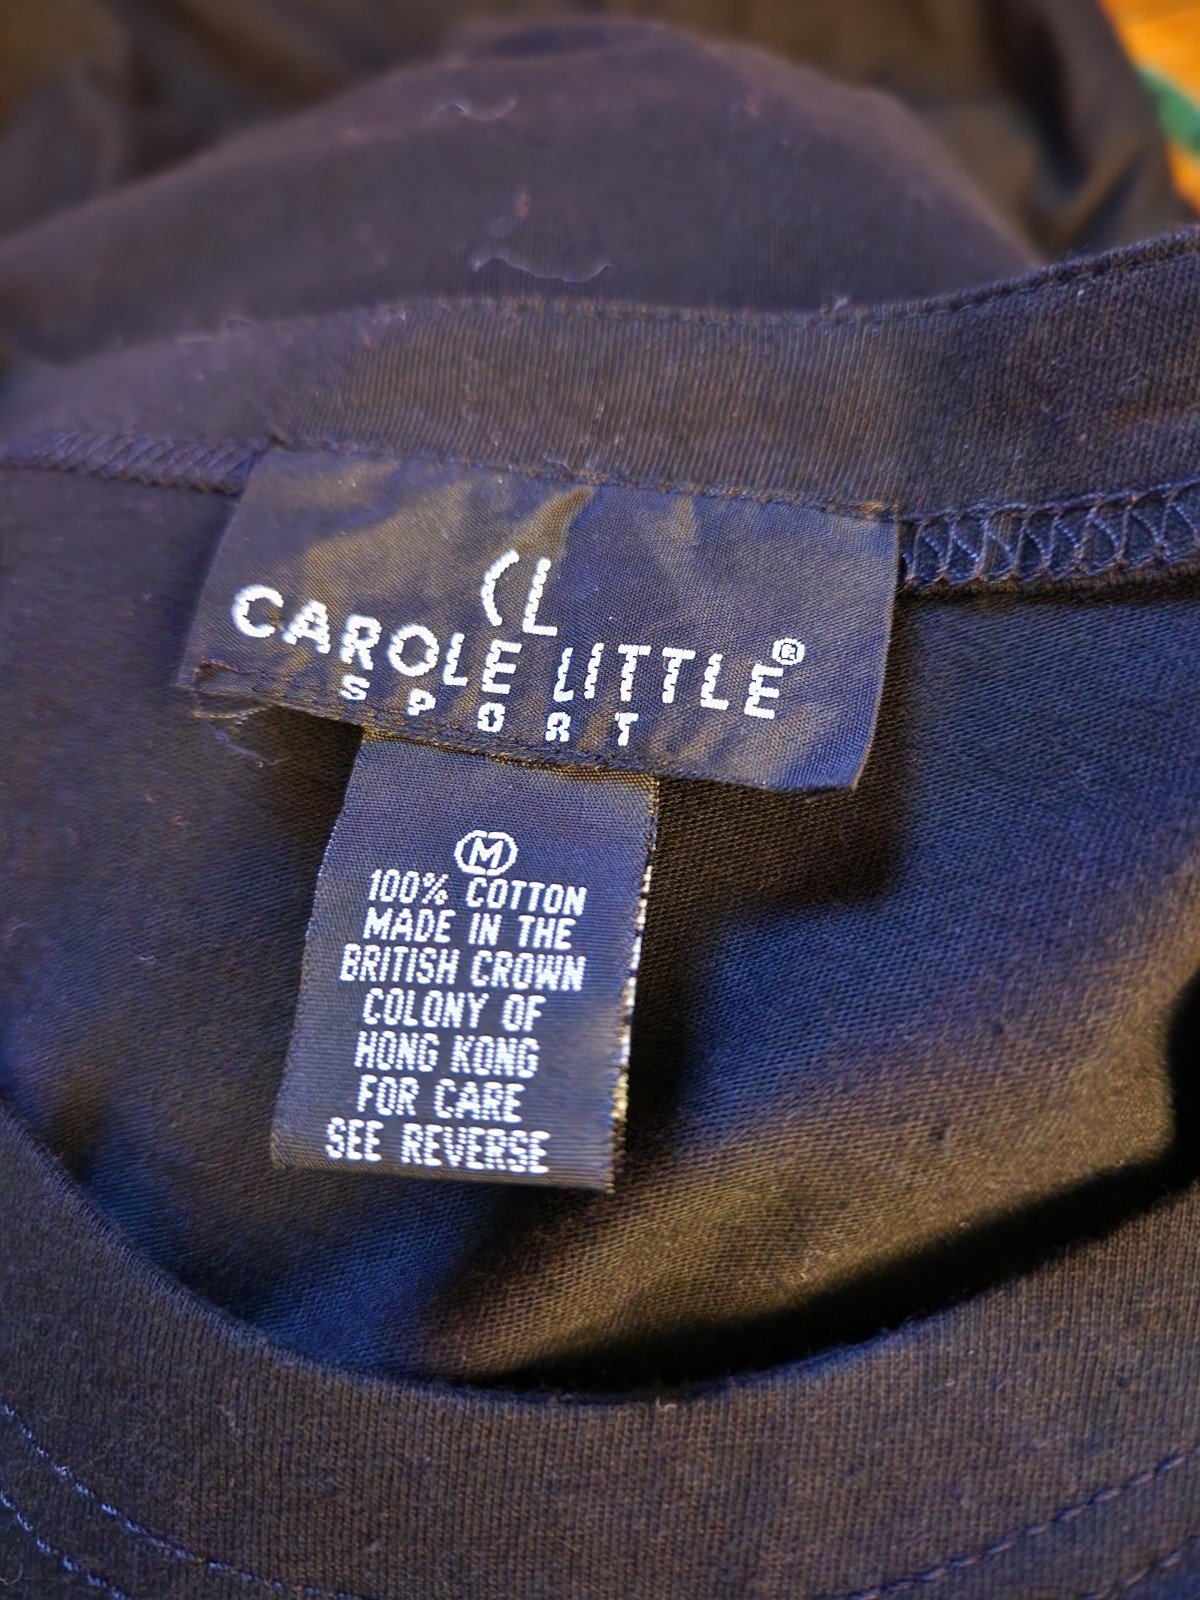 CL
CAROLE LITTLE®
SPORT
M
100% COTTON
MADE IN THE
BRITISH CROWN
COLONY OF
HONG KONG
FOR CARE
SEE REVERSE